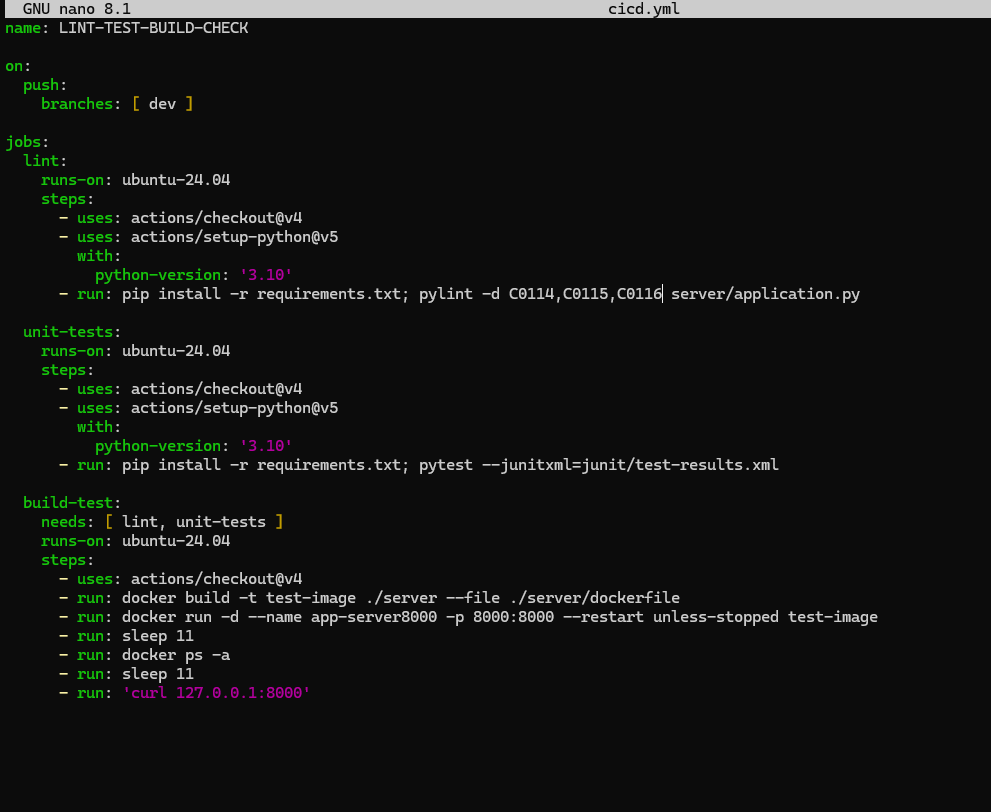 GNU nano 8.1 cicd.yml
name: LINT-TEST-BUILD-CHECK

on:
  push:
    branches: [ dev ]

jobs:
  lint:
    runs-on: ubuntu-24.04
    steps:
      - uses: actions/checkout@v4
      - uses: actions/setup-python@v5
        with:
          python-version: '3.10'
      - run: pip install -r requirements.txt; pylint -d C0114,C0115,C0116 server/application.py

  unit-tests:
    runs-on: ubuntu-24.04
    steps:
      - uses: actions/checkout@v4
      - uses: actions/setup-python@v5
        with:
          python-version: '3.10'
      - run: pip install -r requirements.txt; pytest --junitxml=junit/test-results.xml

  build-test:
    needs: [ lint, unit-tests ]
    runs-on: ubuntu-24.04
    steps:
      - uses: actions/checkout@v4
      - run: docker build -t test-image ./server --file ./server/dockerfile
      - run: docker run -d --name app-server8000 -p 8000:8000 --restart unless-stopped test-image
      - run: sleep 11
      - run: docker ps -a
      - run: sleep 11
      - run: 'curl 127.0.0.1:8000'